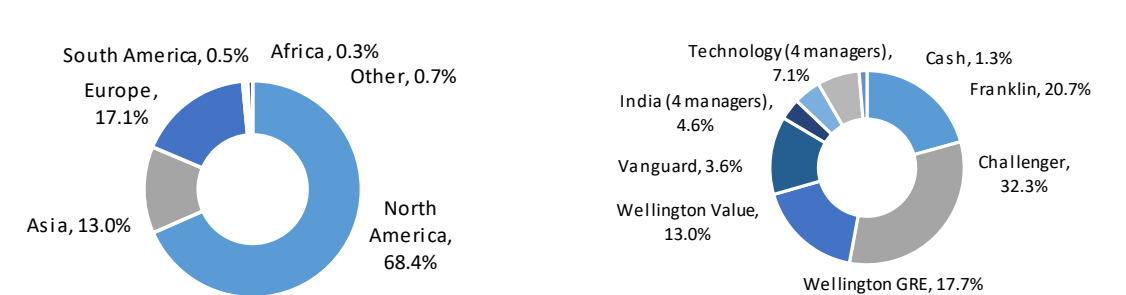 South America, 0.5%
Africa, 0.3%
Other, 0.7%
Europe,
17.1%
Asia, 13.0%
North
America,
68.4%
Technology (4 managers),
7.1%
Cash, 1.3%
Franklin, 20.7%
India (4 managers),
4.6%
Vanguard, 3.6%
Challenger,
32.3%
Wellington Value,
13.0%
Wellington GRE, 17.7%